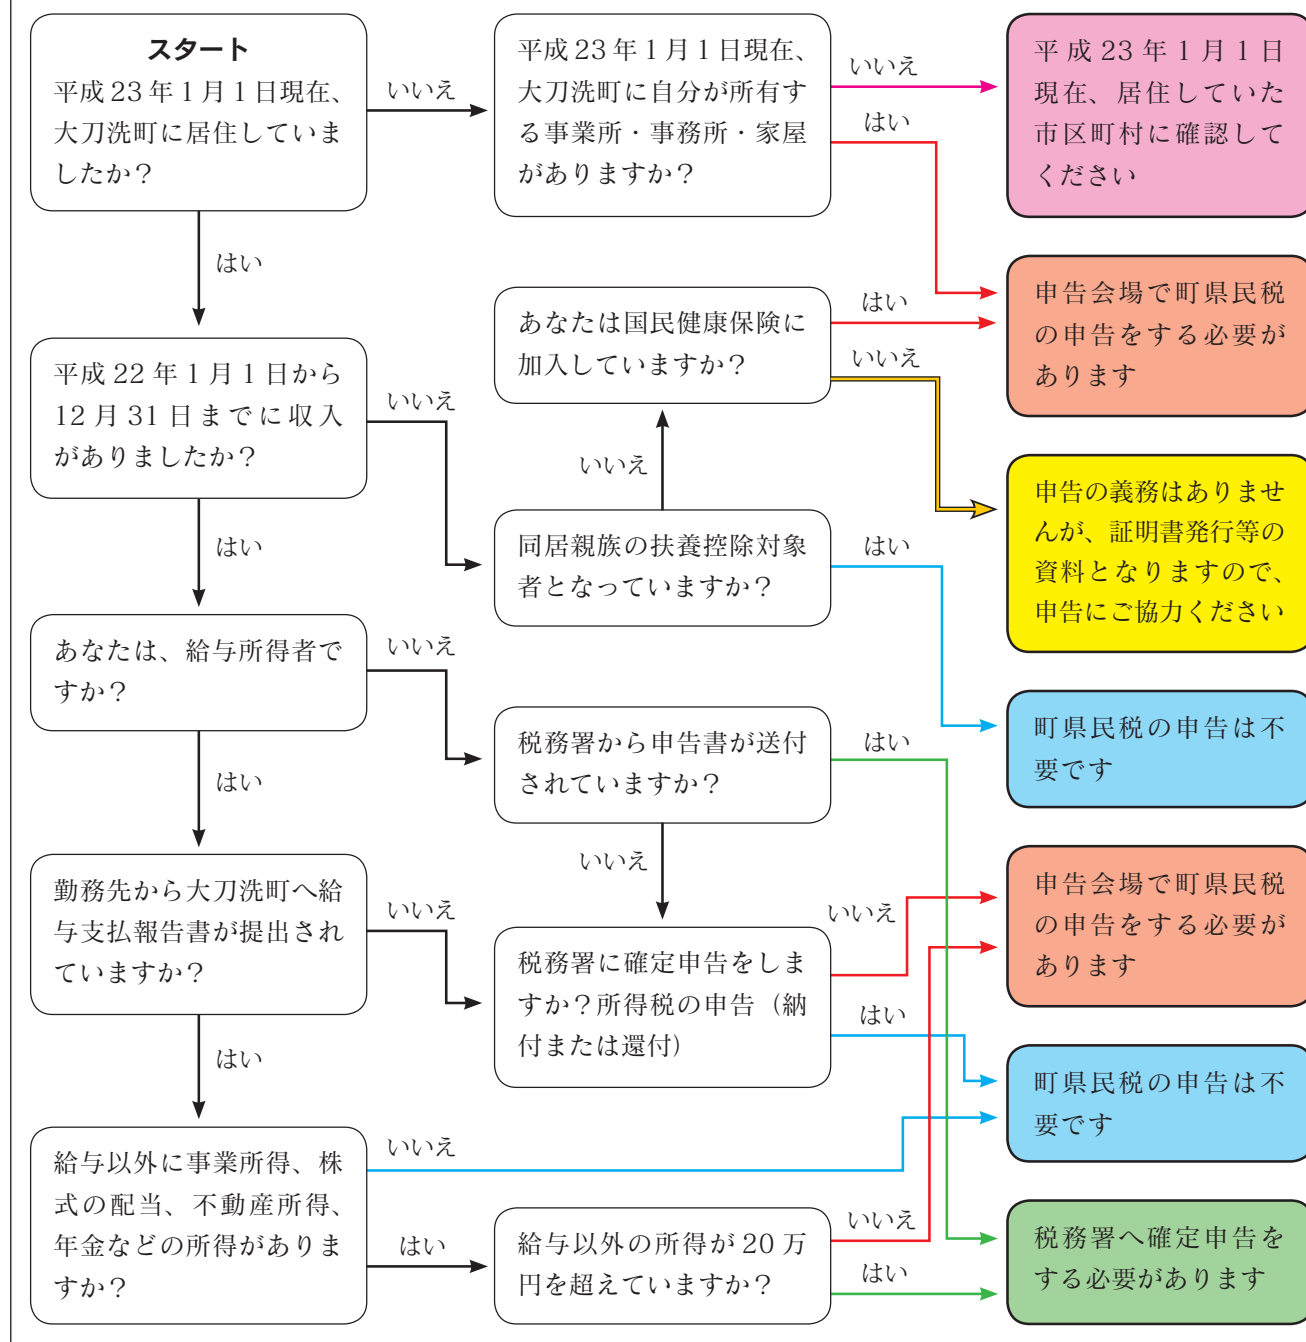 スタート
平成 23 年 1 月 1 日現在、
大刀洗町に居住していま
したか？
いいえ
平成 23 年 1 月 1 日現在、
大刀洗町に自分が所有す
る事業所・事務所・家屋
がありますか？
いいえ
はい
平成 23 年 1 月 1 日
現在、居住していた
市区町村に確認して
ください
はい
あなたは国民健康保険に
加入していますか？
はい
いいえ
申告会場で町県民税
の申告をする必要が
あります
平成 22 年 1 月 1 日から
12 月 31 日までに収入
がありましたか？
いいえ
いいえ
はい
同居親族の扶養控除対象
者となっていますか？
はい
申告の義務はありませ
んが、証明書発行等の
資料となりますので、
申告にご協力ください
あなたは、給与所得者で
すか？
いいえ
税務署から申告書が送付
されていますか？
はい
町県民税の申告は不
要です
はい
いいえ
勤務先から大刀洗町へ給
与支払報告書が提出され
ていますか？
いいえ
税務署に確定申告をしま
すか？所得税の申告（納
付または還付）
いいえ
はい
申告会場で町県民税
の申告をする必要が
あります
はい
町県民税の申告は不
要です
給与以外に事業所得、株
式の配当、不動産所得、
年金などの所得がありま
すか？
いいえ
はい
給与以外の所得が 20 万
円を超えていますか？
いいえ
はい
税務署へ確定申告を
する必要があります